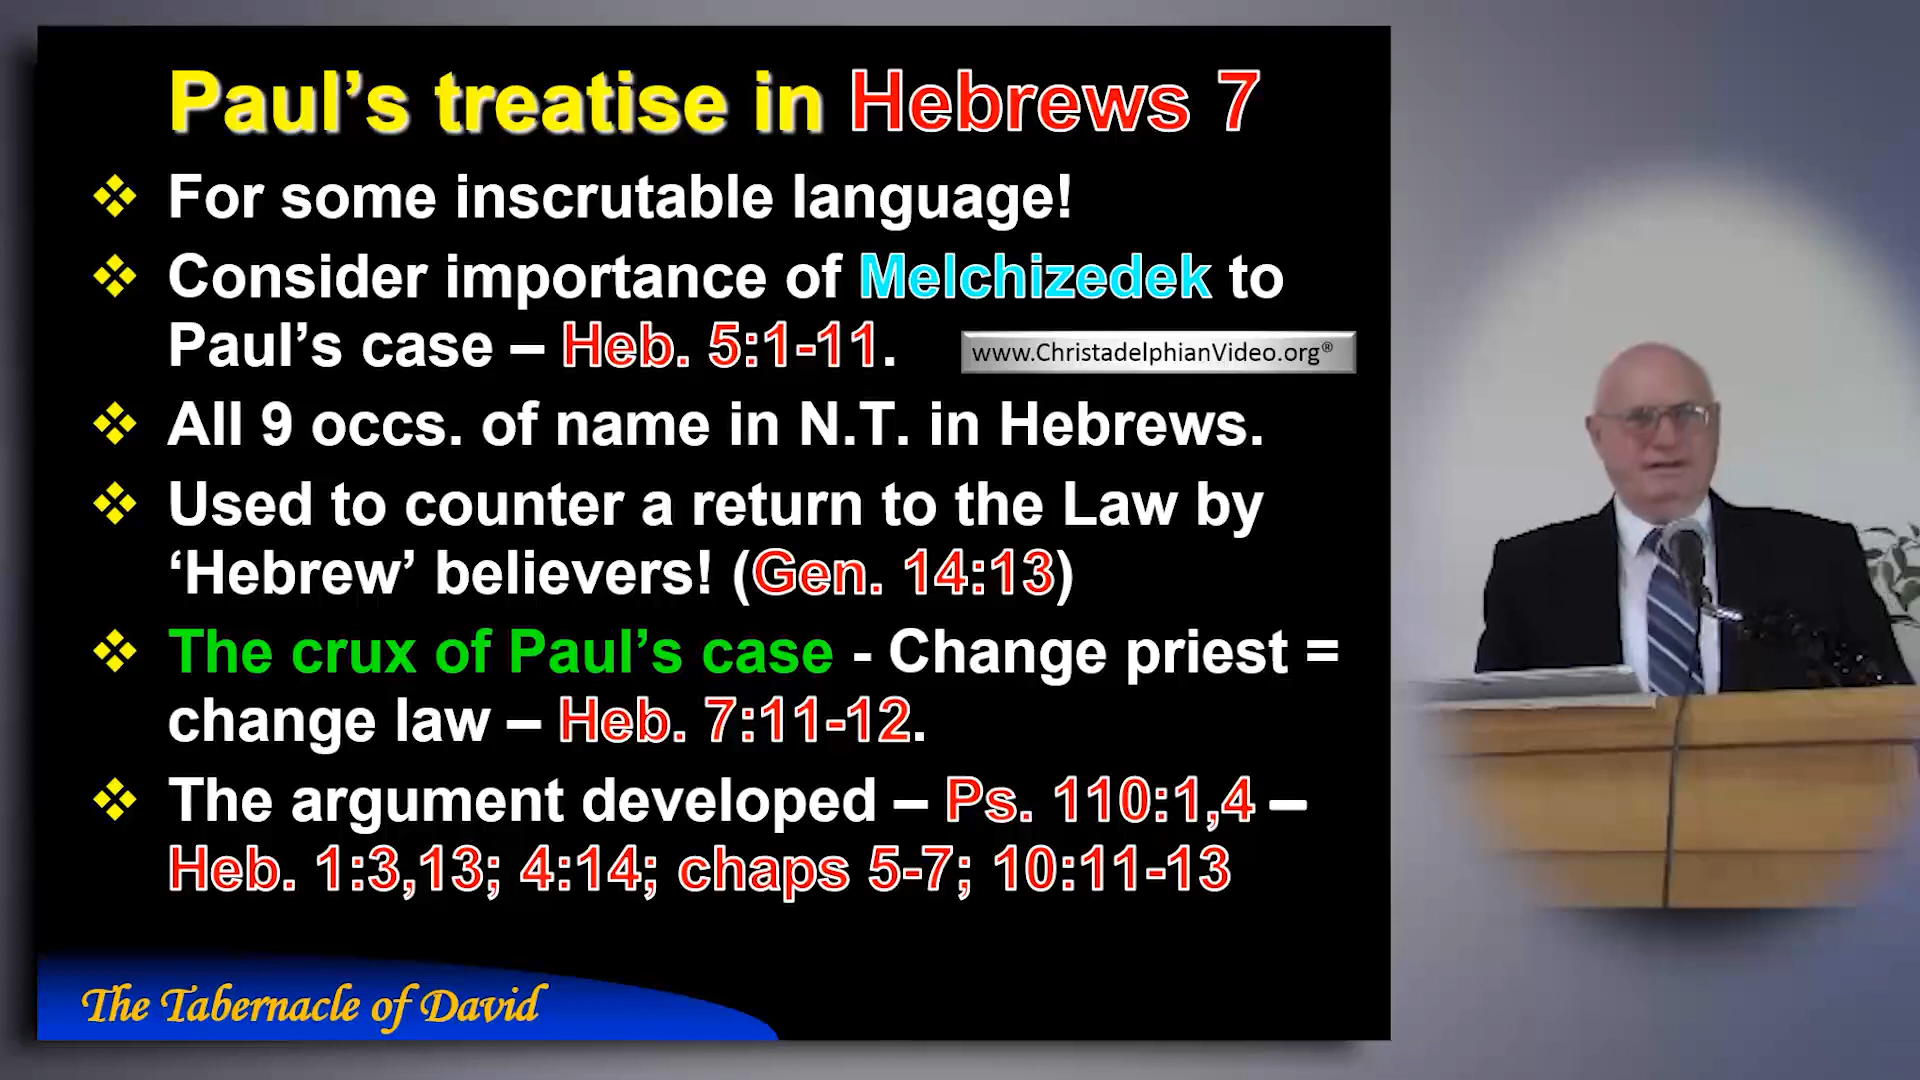 Paul’s treatise in Hebrews 7
❖ For some inscrutable language!
❖ Consider importance of Melchizedek to
Paul’s case – Heb. 5:1-11.
www.ChristadelphianVideo.org®
❖ All 9 occs. of name in N.T. in Hebrews.
❖ Used to counter a return to the Law by
‘Hebrew’ believers! (Gen. 14:13)
❖ The crux of Paul’s case - Change priest =
change law – Heb. 7:11-12.
❖ The argument developed – Ps. 110:1,4 –
Heb. 1:3,13; 4:14; chaps 5-7; 10:11-13
The Tabernacle of David